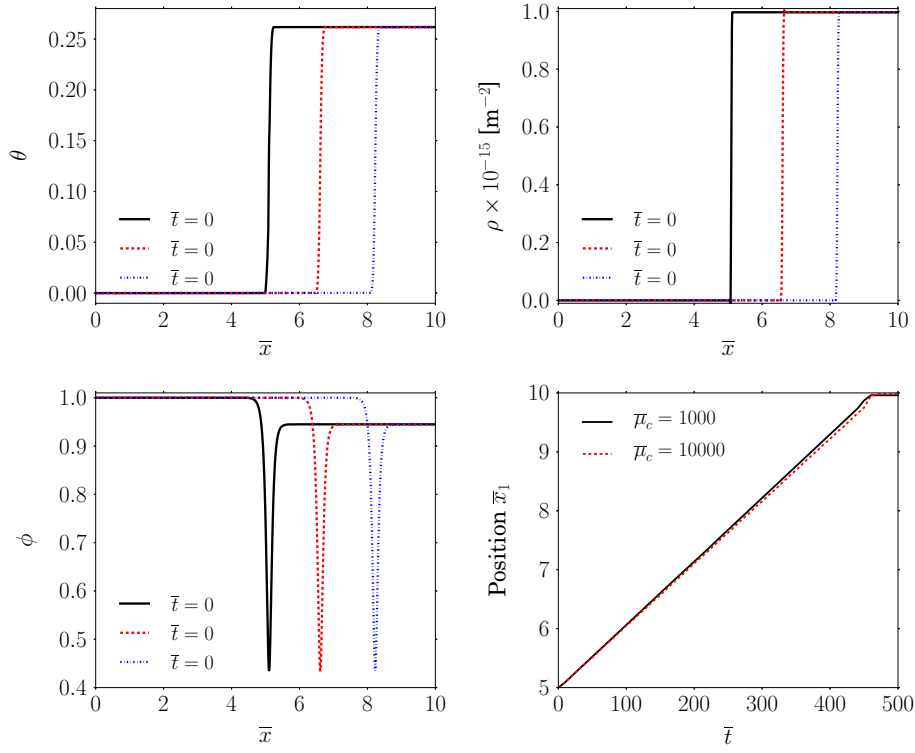 θ
0.25
0.20
0.15
0.10
0.05
0.00
t̅ = 0
t̅ = 0
t̅ = 0
0 2 4 6 8 10
x̅
ρ × 10⁻¹⁵ [m⁻²]
1.0
0.8
0.6
0.4
0.2
0.0
t̅ = 0
t̅ = 0
t̅ = 0
0 2 4 6 8 10
x̅
ϕ
1.0
0.9
0.8
0.7
0.6
0.5
0.4
t̅ = 0
t̅ = 0
t̅ = 0
0 2 4 6 8 10
x̅
Position x̅₁
10
9
8
7
6
5
μ̅c = 1000
μ̅c = 10000
0 100 200 300 400 500
t̅